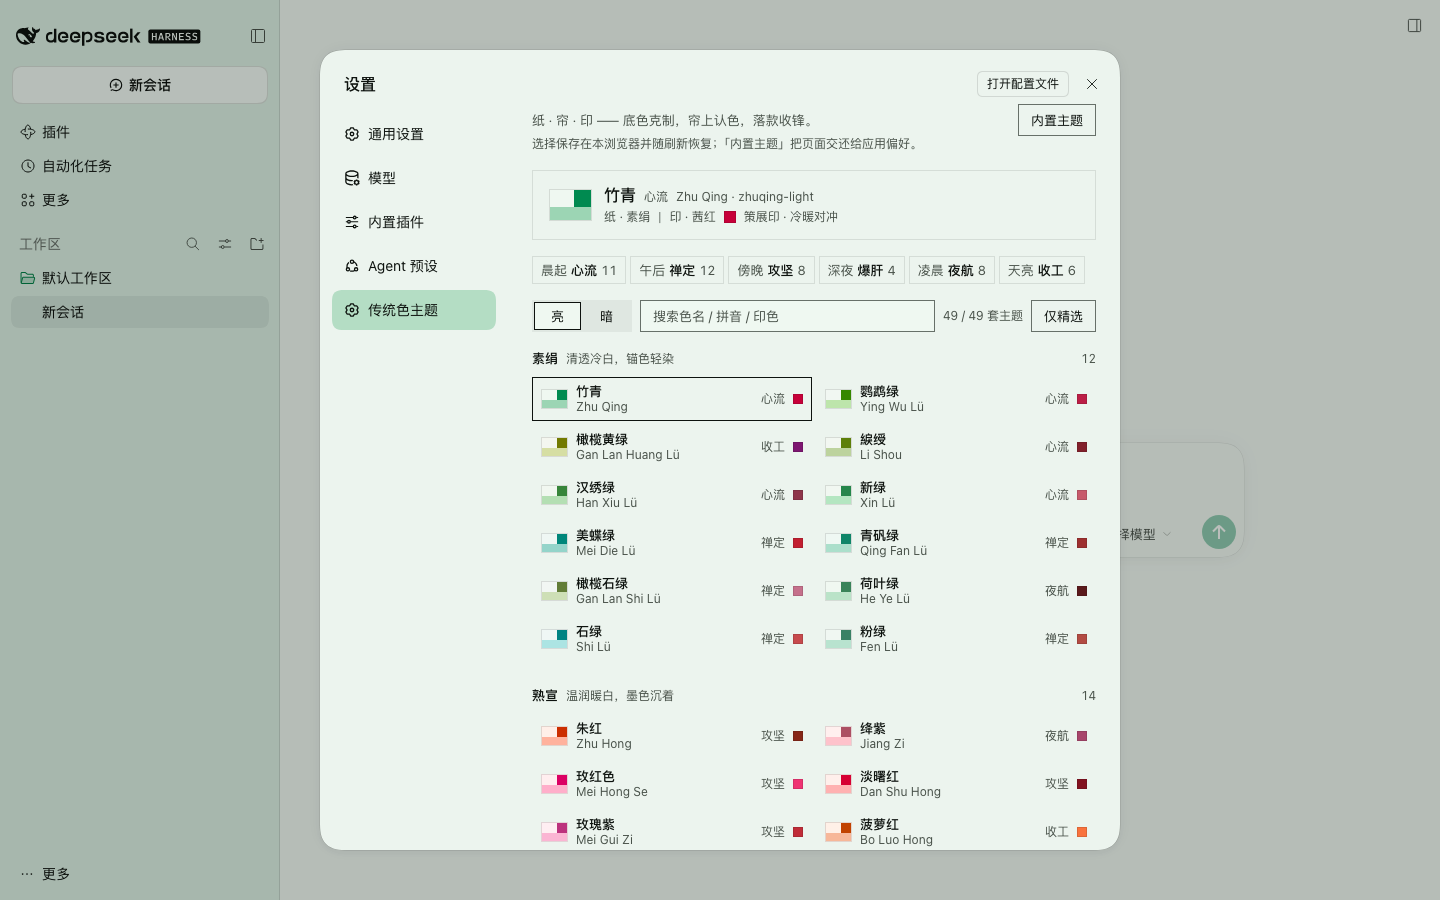 deepseek HARNESS
新会话
插件
自动化任务
更多
工作区
默认工作区
新会话
更多
设置
打开配置文件
通用设置
模型
内置插件
Agent 预设
传统色主题
纸 · 帘 · 印 —— 底色克制，帘上认色，落款收锋。
选择保存在本浏览器并随刷新恢复；「内置主题」把页面交还给应用偏好。
内置主题
竹青 心流 Zhu Qing · zhuqing-light
纸 · 素绢 | 印 · 茜红 策展印 · 冷暖对冲
晨起 心流 11
午后 禅定 12
傍晚 攻坚 8
深夜 爆肝 4
凌晨 夜航 8
天亮 收工 6
亮 暗 搜索色名 / 拼音 / 印色 49 / 49 套主题 仅精选
素绢 清透冷白，锚色轻染 12
竹青 心流
Zhu Qing
鹦鹉绿 心流
Ying Wu Lü
橄榄黄绿 收工
Gan Lan Huang Lü
綟绶 心流
Li Shou
汉绣绿 心流
Han Xiu Lü
新绿 心流
Xin Lü
美蝶绿 禅定
Mei Die Lü
青矾绿 禅定
Qing Fan Lü
橄榄石绿 禅定
Gan Lan Shi Lü
荷叶绿 夜航
He Ye Lü
石绿 禅定
Shi Lü
粉绿 禅定
Fen Lü
熟宣 温润暖白，墨色沉着 14
朱红 攻坚
Zhu Hong
绛紫 夜航
Jiang Zi
玫红色 攻坚
Mei Hong Se
淡曙红 攻坚
Dan Shu Hong
玫瑰紫 攻坚
Mei Gui Zi
菠萝红 收工
Bo Luo Hong
择模型